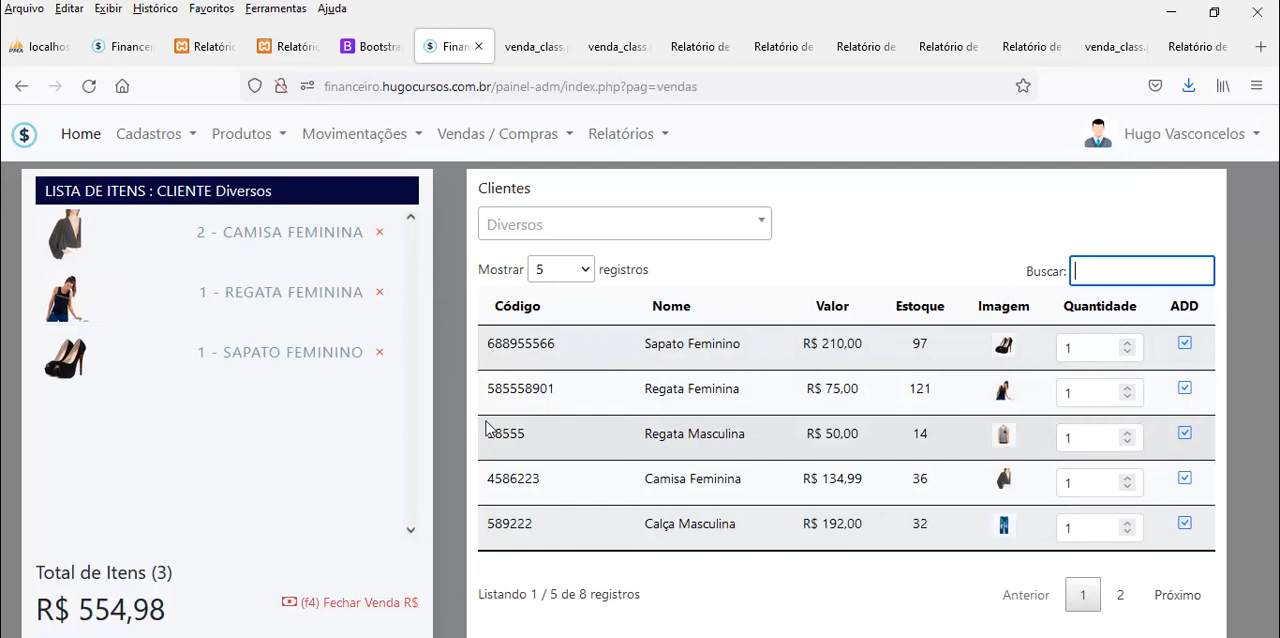 Arquivo Editar Exibir Histórico Favoritos Ferramentas Ajuda
localhos Financei Relatóri Relatóri Bootstra Finan venda_class. venda_class. Relatório de Relatório de Relatório de Relatório de Relatório de venda_class. Relatório de
financeiro.hugocursos.com.br/painel-adm/index.php?pag=vendas
$ Home Cadastros Produtos Movimentações Vendas / Compras Relatórios Hugo Vasconcelos
LISTA DE ITENS : CLIENTE Diversos
2 - CAMISA FEMININA ×
1 - REGATA FEMININA ×
1 - SAPATO FEMININO ×
Total de Itens (3)
R$ 554,98
(f4) Fechar Venda R$
Clientes
Diversos
Mostrar 5 registros Buscar:
Código Nome Valor Estoque Imagem Quantidade ADD
688955566 Sapato Feminino R$ 210,00 97 1
585558901 Regata Feminina R$ 75,00 121 1
8555 Regata Masculina R$ 50,00 14 1
4586223 Camisa Feminina R$ 134,99 36 1
589222 Calça Masculina R$ 192,00 32 1
Listando 1 / 5 de 8 registros Anterior 1 2 Próximo